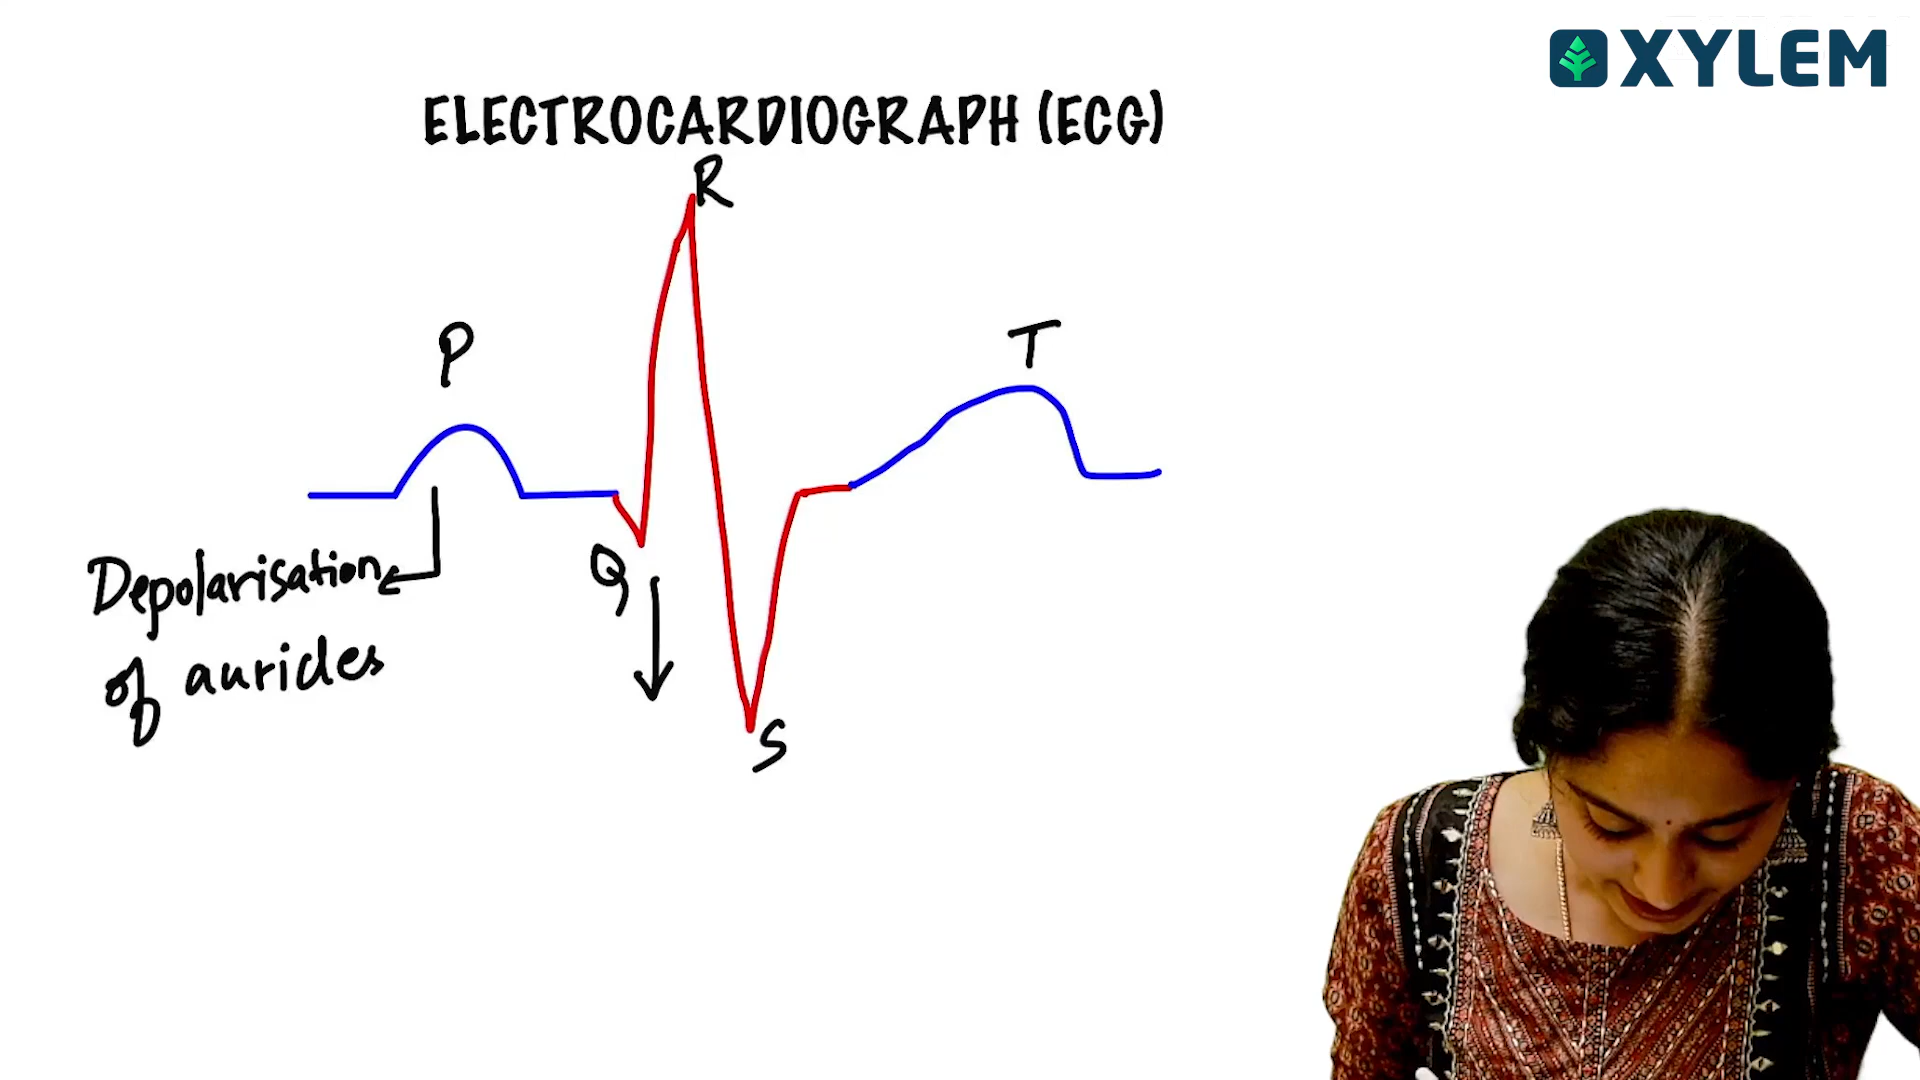 XYLEM
ELECTROCARDIOGRAPH (ECG)
R
P
T
Q
Depolarisation
of auricles
S